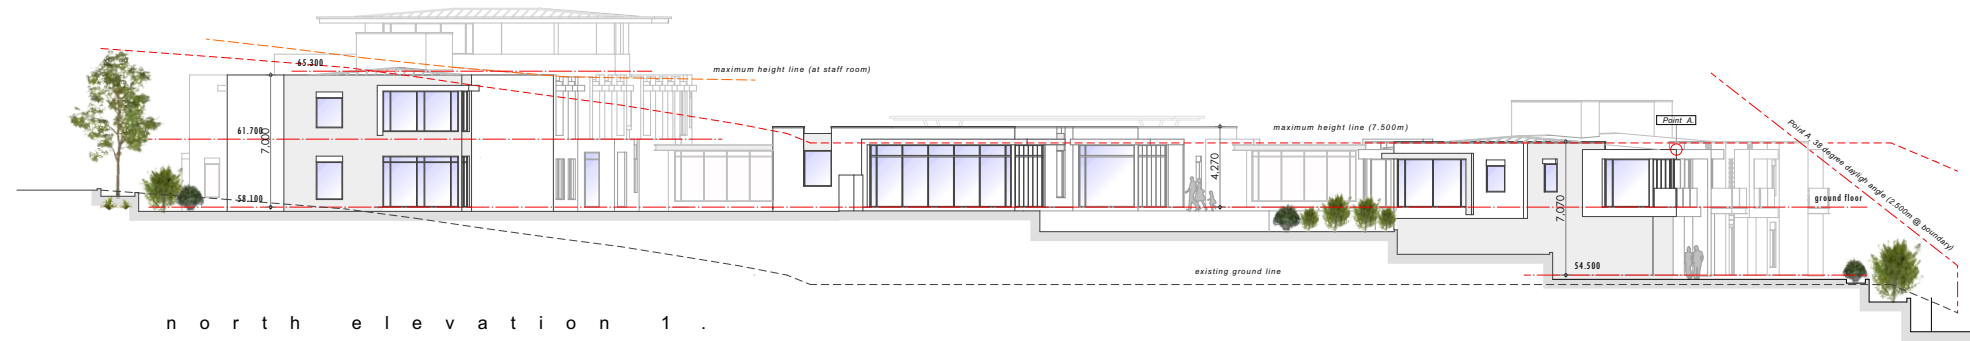 65.300
maximum height line (at staff room)
61.700
7,000
58.100
maximum height line (7.500m)
4,270
Point A.
Point A. 38 degree dayligh angle (2.500m @ boundary)
ground floor
7,070
54.500
existing ground line
north elevation 1.